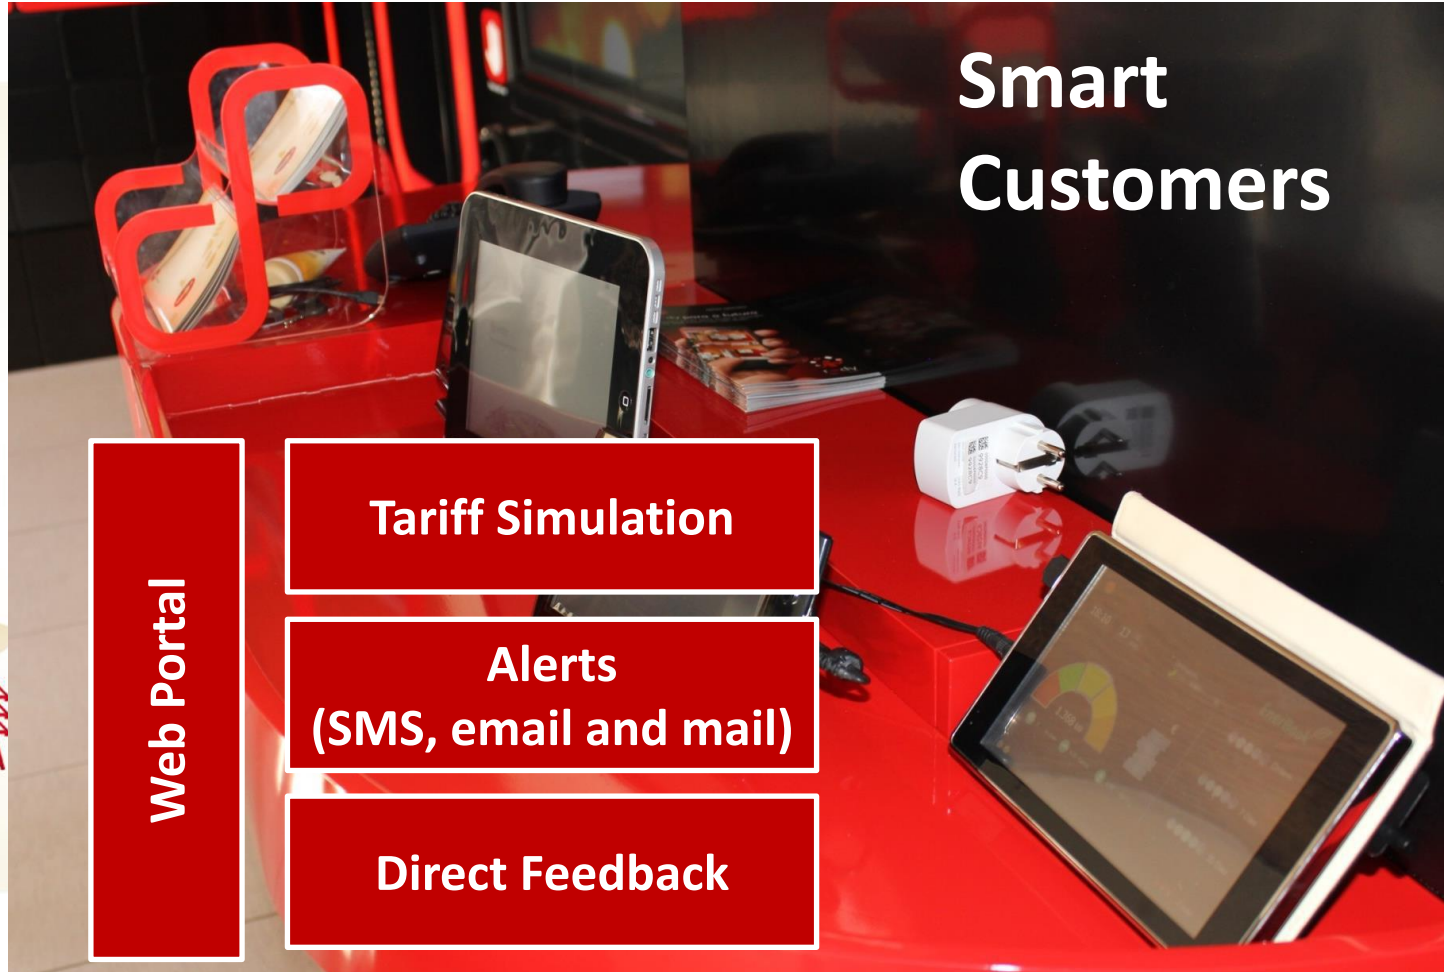 Smart
Customers
Web Portal
Tariff Simulation
Alerts
(SMS, email and mail)
Direct Feedback